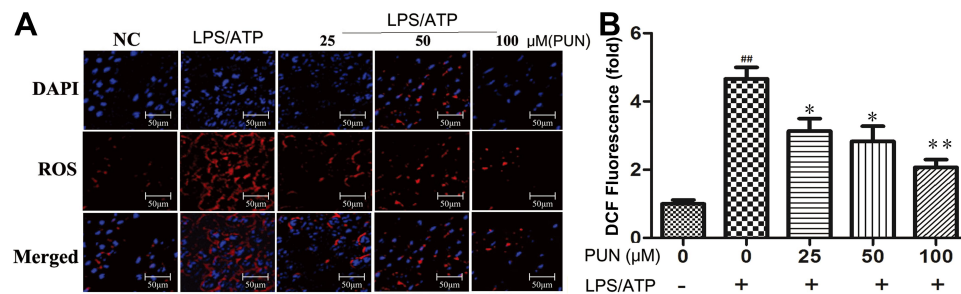 A
LPS/ATP
NC LPS/ATP 25 50 100 μM(PUN)
DAPI 50μm 50μm 50μm 50μm 50μm
ROS 50μm 50μm 50μm 50μm 50μm
Merged 50μm 50μm 50μm 50μm 50μm
B
DCF Fluorescence (fold)
8
6
4
2
0
##
*
*
**
PUN (μM) 0 0 25 50 100
LPS/ATP - + + + +